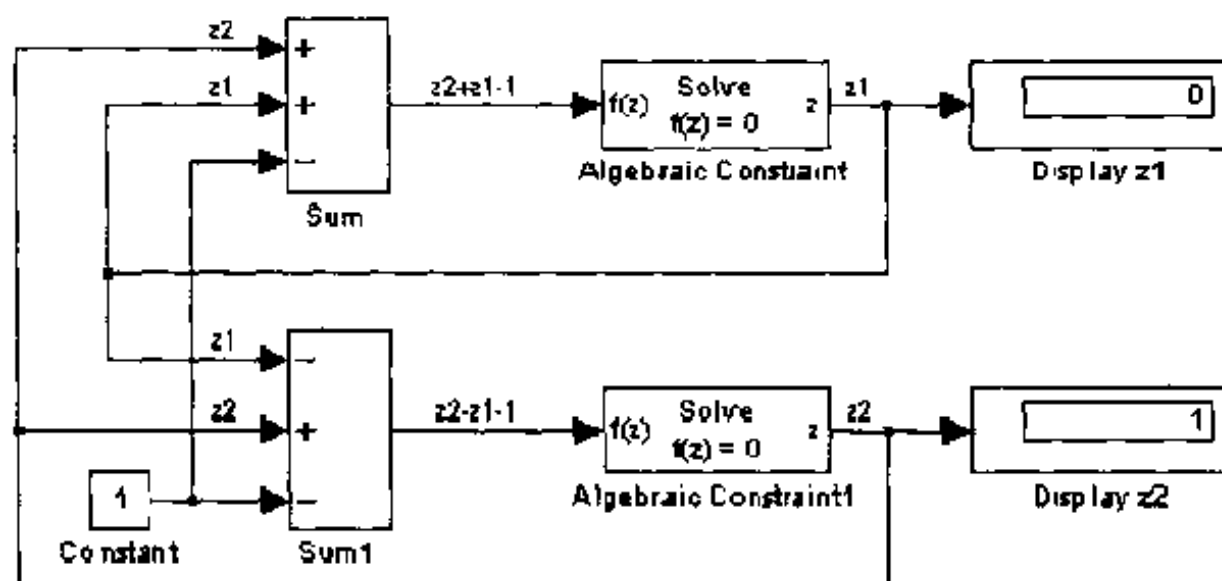 z2
+
z1
+
−
Sum
z2+z1-1
f(z)
Solve
f(z) = 0
z
Algebraic Constraint
z1
0
Display z1
z1
−
z2
+
−
Sum1
1
Constant
z2-z1-1
f(z)
Solve
f(z) = 0
z
Algebraic Constraint1
z2
1
Display z2